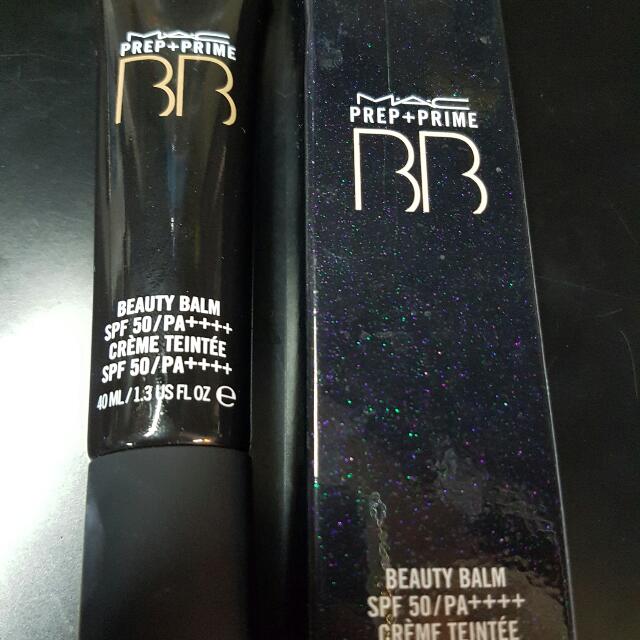 MAC
PREP+PRIME
BB
BEAUTY BALM
SPF 50/PA++++
CRÈME TEINTÉE
SPF 50/PA++++
40 ML / 1.3 US FL OZ e
MAC
PREP+PRIME
BB
BEAUTY BALM
SPF 50/PA++++
CRÈME TEINTÉE